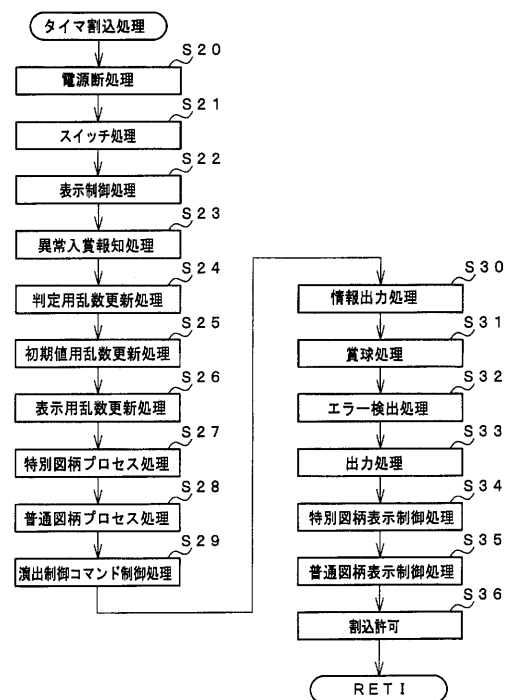 タイマ割込処理
S20
電源断処理
S21
スイッチ処理
S22
表示制御処理
S23
異常入賞報知処理
S24
判定用乱数更新処理
S25
初期値用乱数更新処理
S26
表示用乱数更新処理
S27
特別図柄プロセス処理
S28
普通図柄プロセス処理
S29
演出制御コマンド制御処理
S30
情報出力処理
S31
賞球処理
S32
エラー検出処理
S33
出力処理
S34
特別図柄表示制御処理
S35
普通図柄表示制御処理
S36
割込許可
RETI